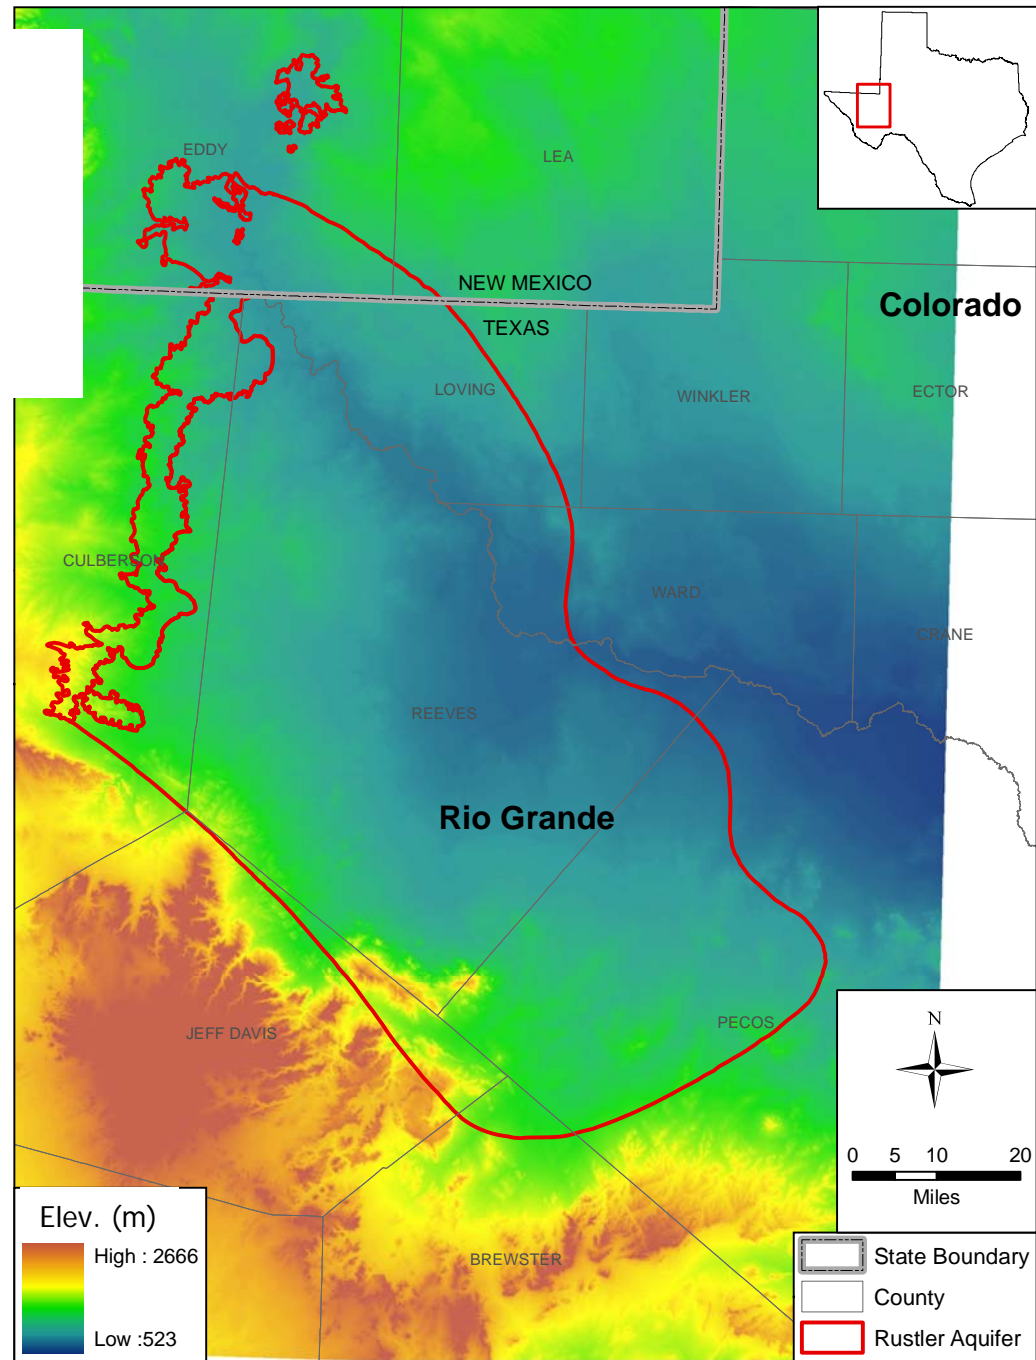 EDDY
LEA
NEW MEXICO
Colorado
TEXAS
LOVING
WINKLER
ECTOR
CULBERSON
WARD
CRANE
REEVES
Rio Grande
PECOS
JEFF DAVIS
N
0 5 10 20
Miles
Elev. (m)
High : 2666
Low :523
BREWSTER
State Boundary
County
Rustler Aquifer